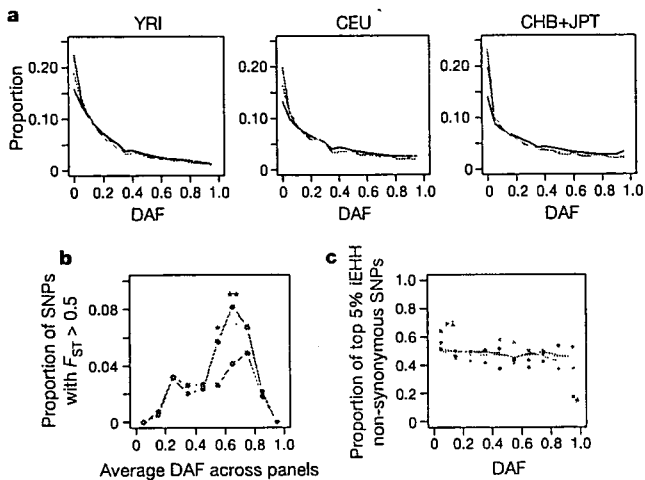 a
YRI
CEU
CHB+JPT
Proportion
0.20
0.10
0
0 0.2 0.4 0.6 0.8 1.0
DAF
0.20
0.10
0
0 0.2 0.4 0.6 0.8 1.0
DAF
0.20
0.10
0
0 0.2 0.4 0.6 0.8 1.0
DAF
b
Proportion of SNPs
with FST > 0.5
0.08
0.04
0
**
*
0 0.2 0.4 0.6 0.8 1.0
Average DAF across panels
c
Proportion of top 5% iEHH
non-synonymous SNPs
1.0
0.8
0.6
0.4
0.2
0
0 0.2 0.4 0.6 0.8 1.0
DAF